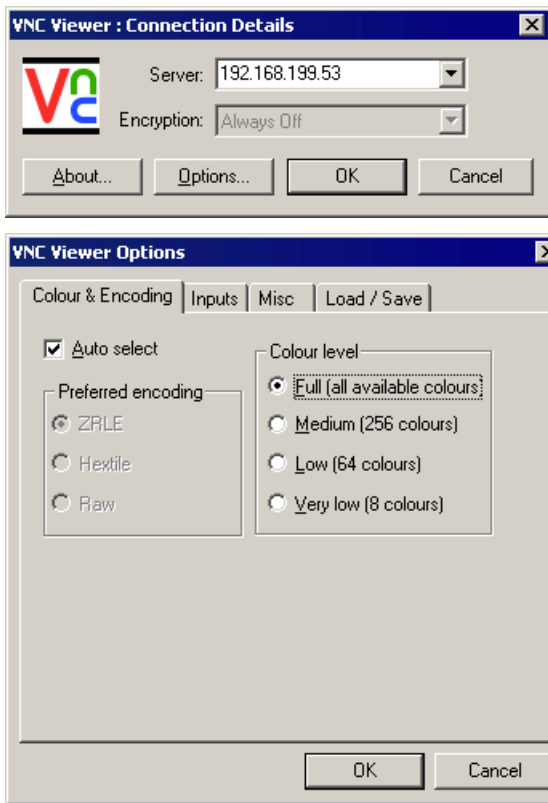 VNC Viewer : Connection Details
VNC
Server: 192.168.199.53
Encryption: Always Off
About... Options... OK Cancel
VNC Viewer Options
Colour & Encoding Inputs Misc Load / Save
Auto select
Colour level
Preferred encoding
Full (all available colours)
ZRLE
Medium (256 colours)
Hextile
Low (64 colours)
Raw
Very low (8 colours)
OK Cancel